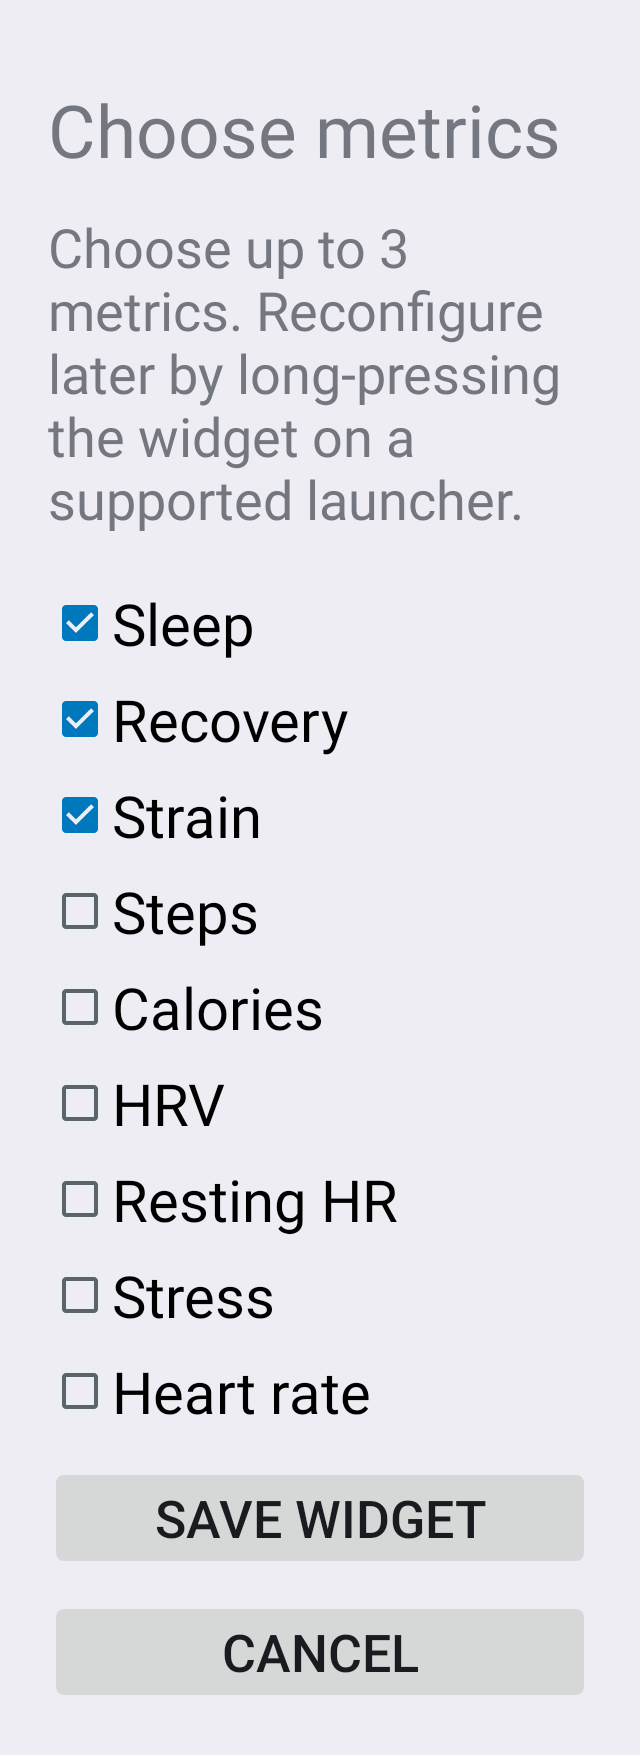 Choose metrics
Choose up to 3
metrics. Reconfigure
later by long-pressing
the widget on a
supported launcher.
Sleep
Recovery
Strain
Steps
Calories
HRV
Resting HR
Stress
Heart rate
SAVE WIDGET
CANCEL